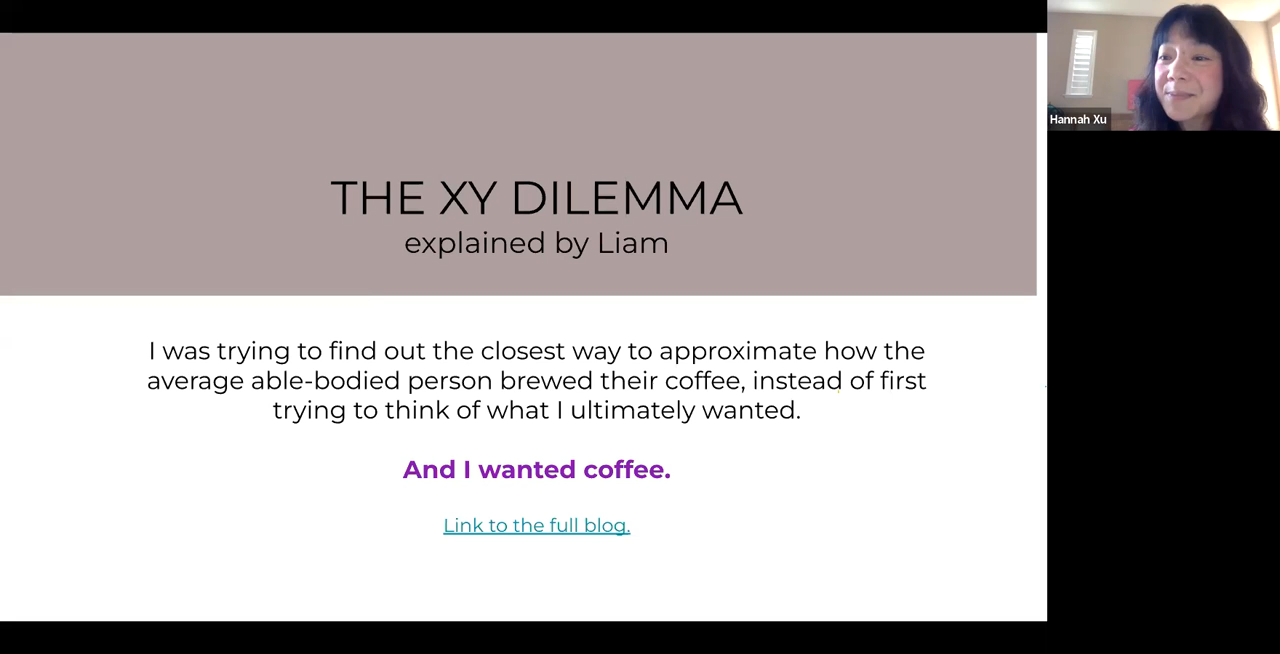 THE XY DILEMMA
explained by Liam
I was trying to find out the closest way to approximate how the
average able-bodied person brewed their coffee, instead of first
trying to think of what I ultimately wanted.
And I wanted coffee.
Link to the full blog.
Hannah Xu